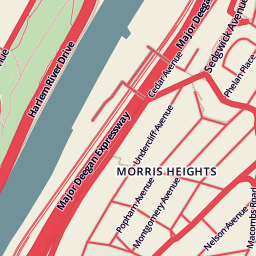 Major Deegan
Sedgwick Avenue
Avenue
Harlem River Drive
Cedar Avenue
Phelan Place
Major Deegan Expressway
Undercliff Avenue
MORRIS HEIGHTS
Popham Avenue
Montgomery Avenue
Nelson Avenue
Macombs Road